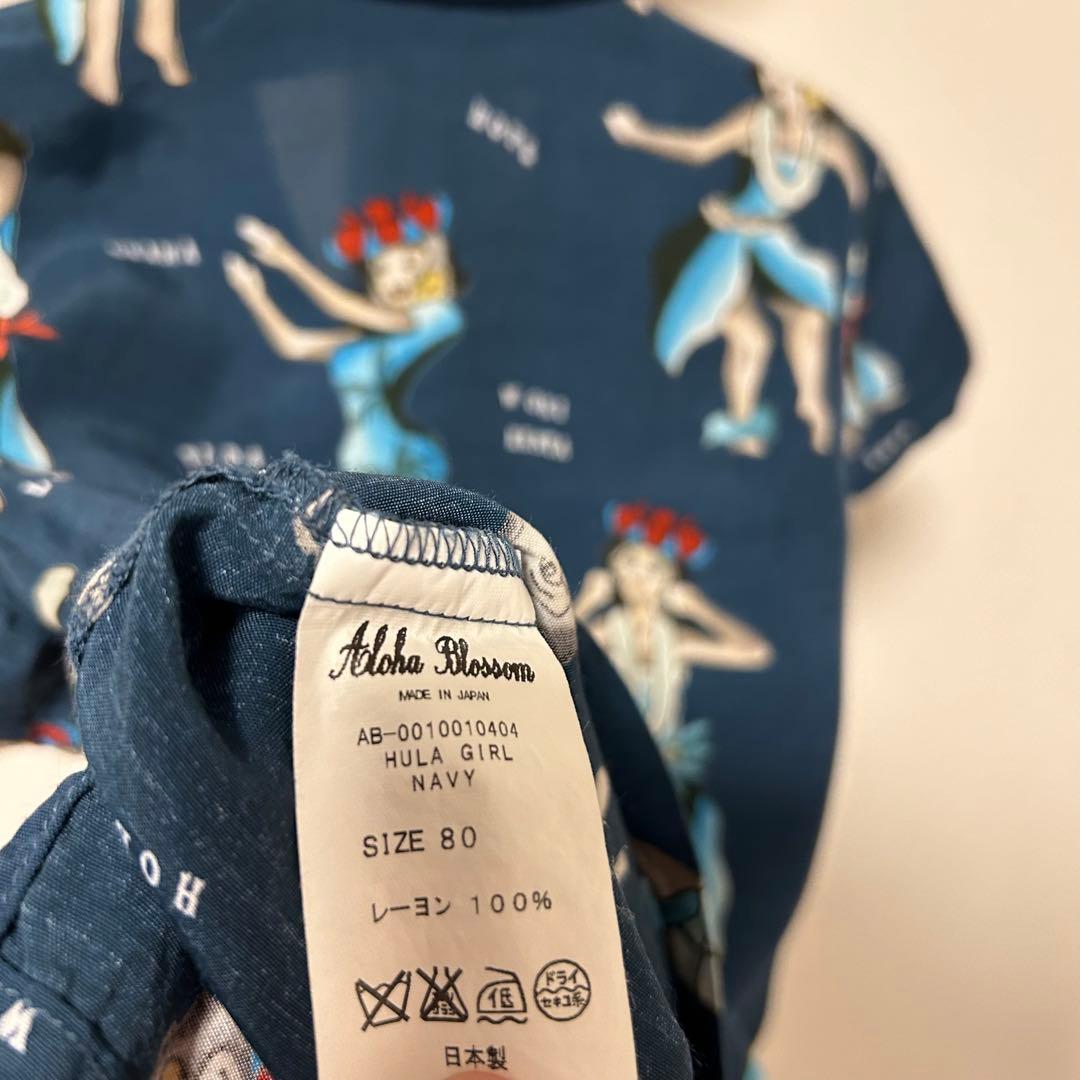 Aloha Blossom
MADE IN JAPAN
AB-0010010404
HULA GIRL
NAVY
SIZE 80
レーヨン 100%
低
ドライ
セキユ系
日本製